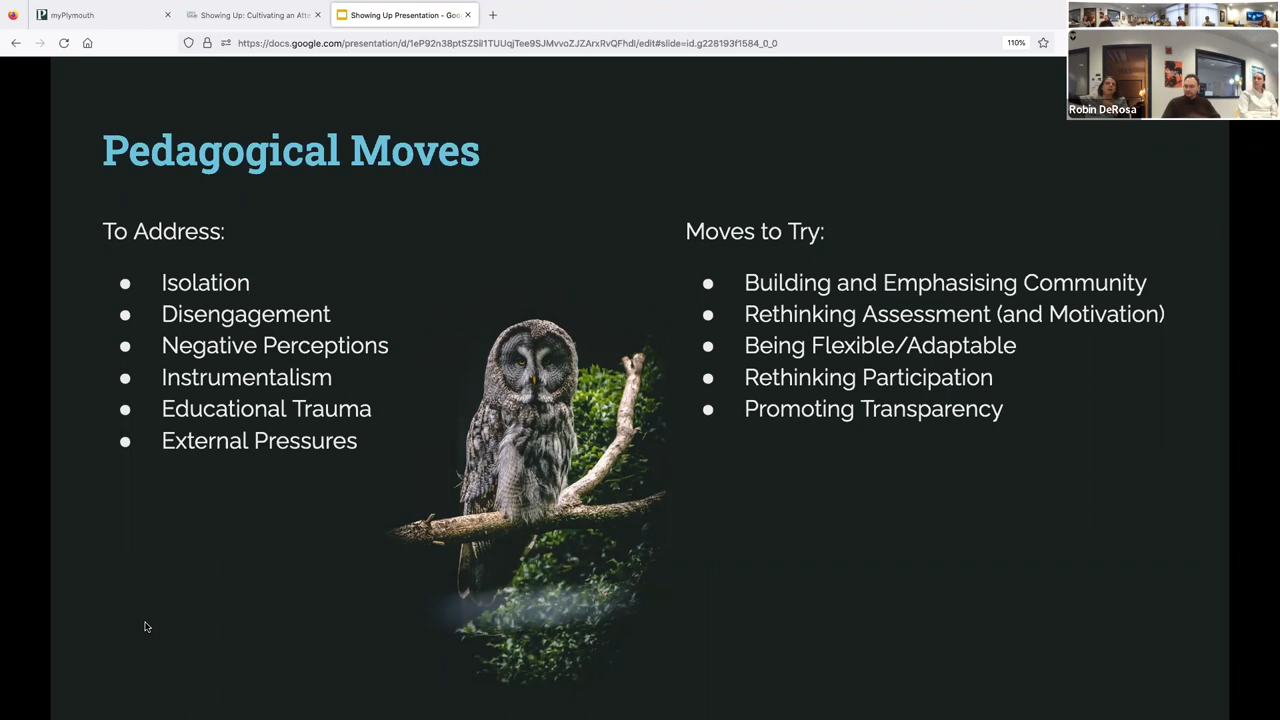 myPlymouth
Showing Up: Cultivating an Atte
Showing Up Presentation - Goo
https://docs.google.com/presentation/d/1eP92n38ptSZSiI1TUUqjTee9SJMvvoZJZArxRvQFhdI/edit#slide=id.g228193f1584_0_0
110%
Robin DeRosa
Pedagogical Moves
To Address:
● Isolation
● Disengagement
● Negative Perceptions
● Instrumentalism
● Educational Trauma
● External Pressures
Moves to Try:
● Building and Emphasising Community
● Rethinking Assessment (and Motivation)
● Being Flexible/Adaptable
● Rethinking Participation
● Promoting Transparency